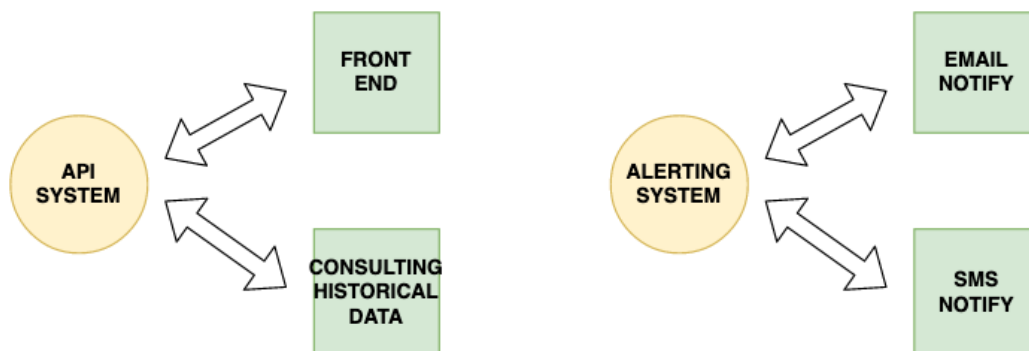 FRONT
END
API
SYSTEM
CONSULTING
HISTORICAL
DATA
EMAIL
NOTIFY
ALERTING
SYSTEM
SMS
NOTIFY